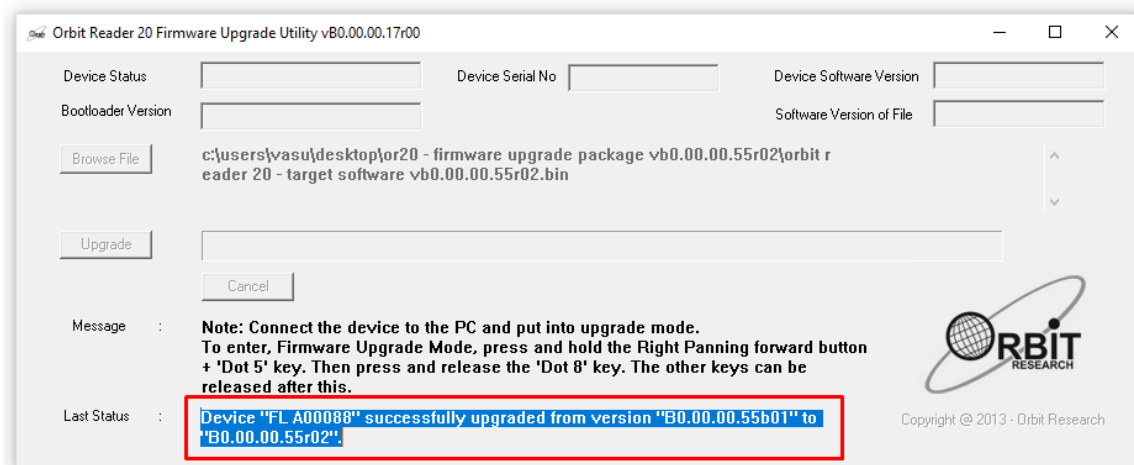 Orbit Reader 20 Firmware Upgrade Utility vB0.00.00.17r00
Device Status
Device Serial No
Device Software Version
Bootloader Version
Software Version of File
Browse File
c:\users\vasu\desktop\or20 - firmware upgrade package vb0.00.00.55r02\orbit r
eader 20 - target software vb0.00.00.55r02.bin
Upgrade
Cancel
Message :
Note: Connect the device to the PC and put into upgrade mode.
To enter, Firmware Upgrade Mode, press and hold the Right Panning forward button
+ 'Dot 5' key. Then press and release the 'Dot 8' key. The other keys can be
released after this.
ORBIT
RESEARCH
Last Status :
Device "FL A00088" successfully upgraded from version "B0.00.00.55b01" to
"B0.00.00.55r02".
Copyright @ 2013 - Orbit Research